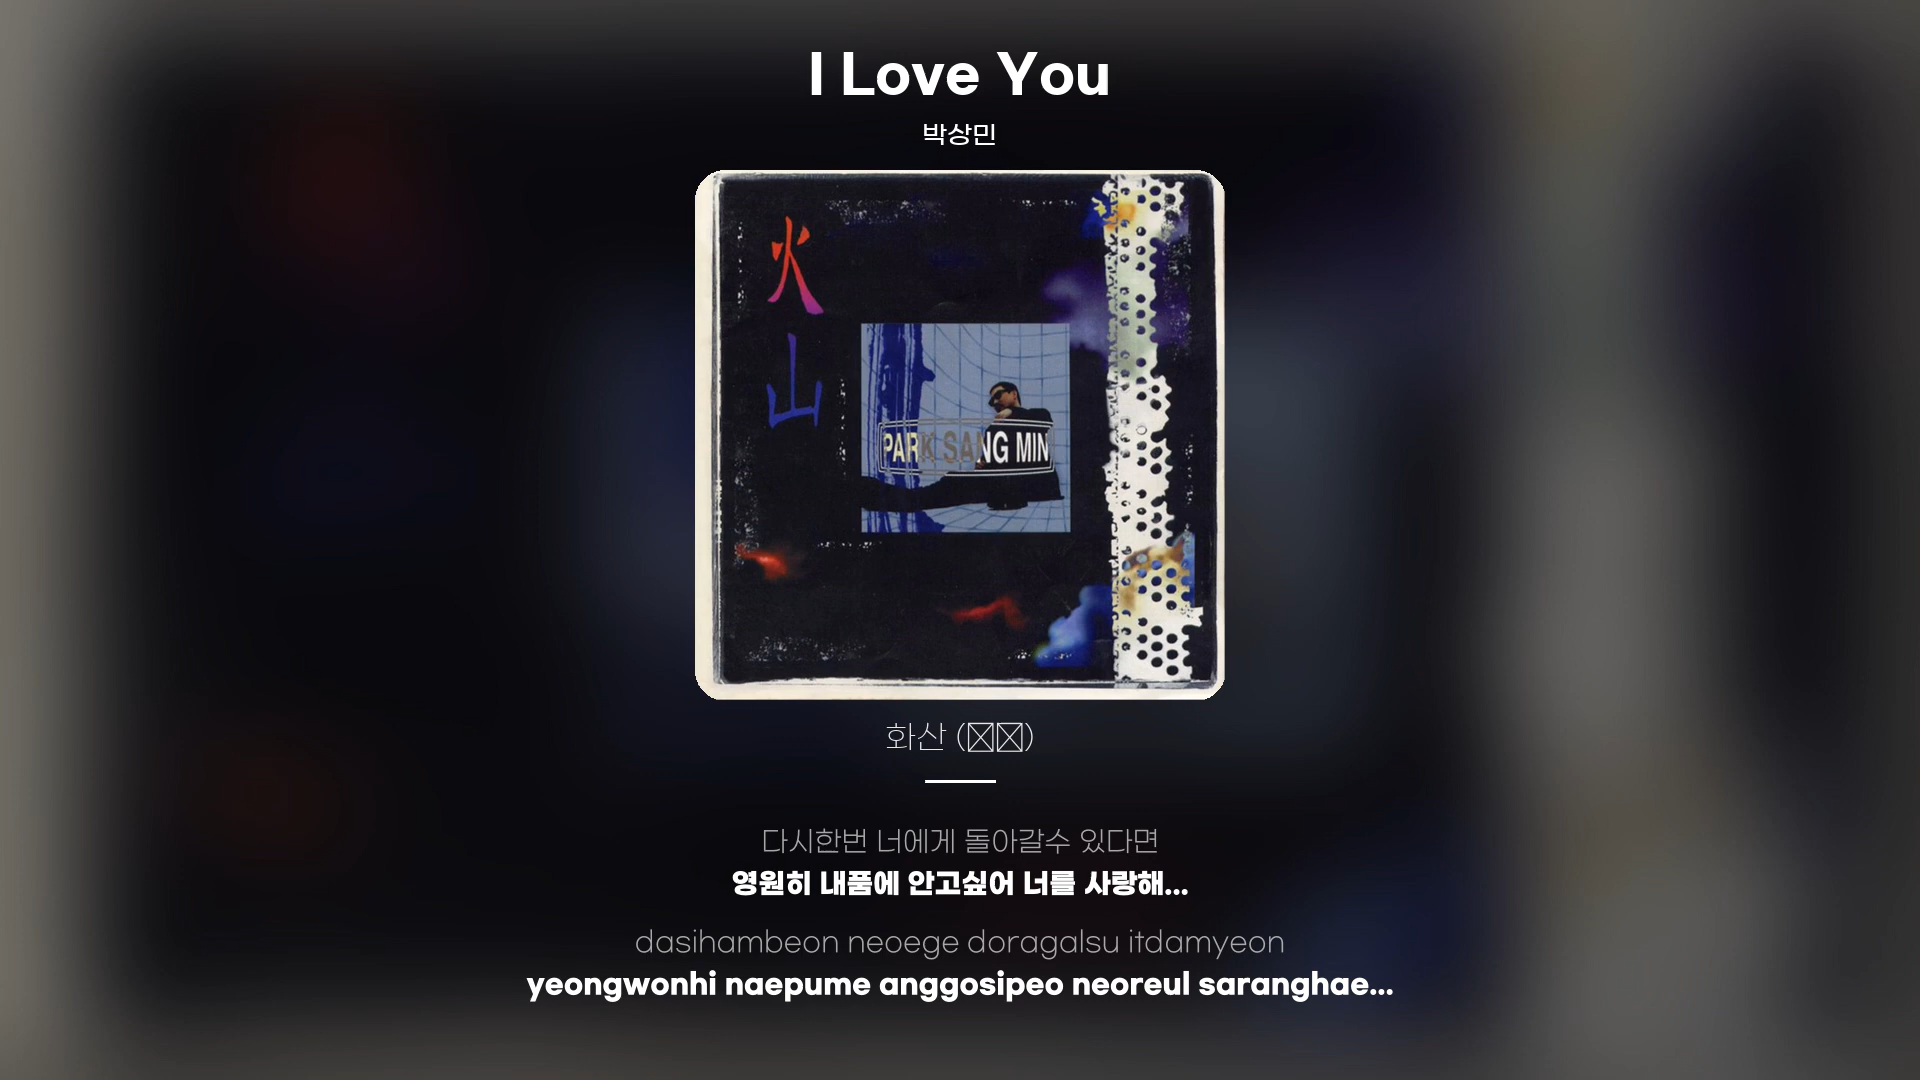 I Love You
박상민
火
山
PARK SANG MIN
화산 (☒☒)
다시한번 너에게 돌아갈수 있다면
영원히 내품에 안고싶어 너를 사랑해...
dasihambeon neoege doragalsu itdamyeon
yeongwonhi naepume anggosipeo neoreul saranghae...